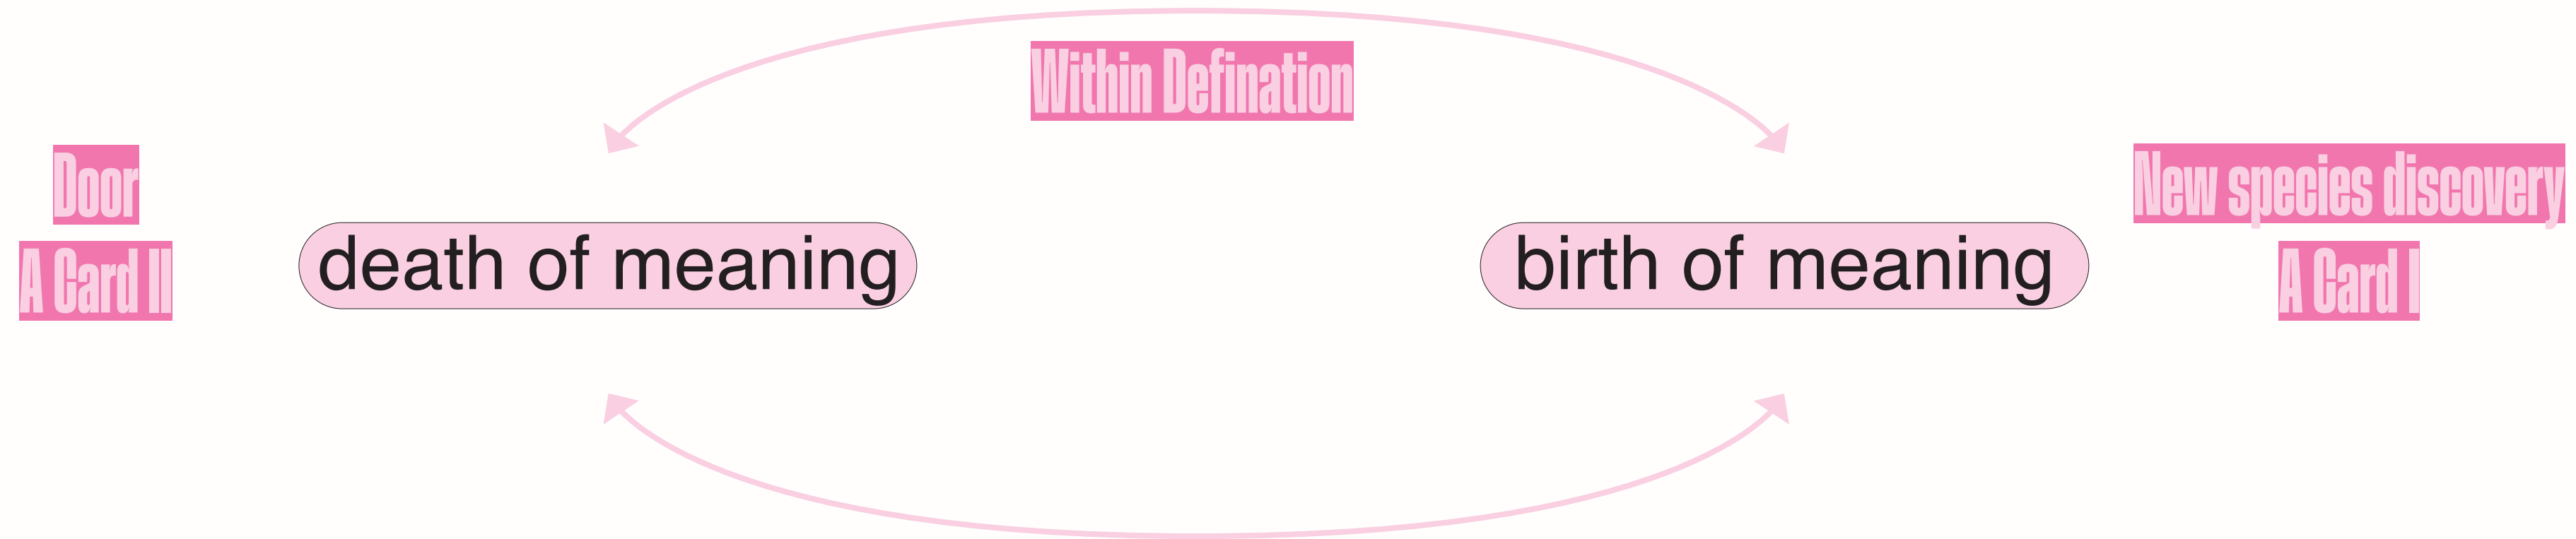 Within Defination
Door
A Card II
death of meaning
birth of meaning
New species discovery
A Card I